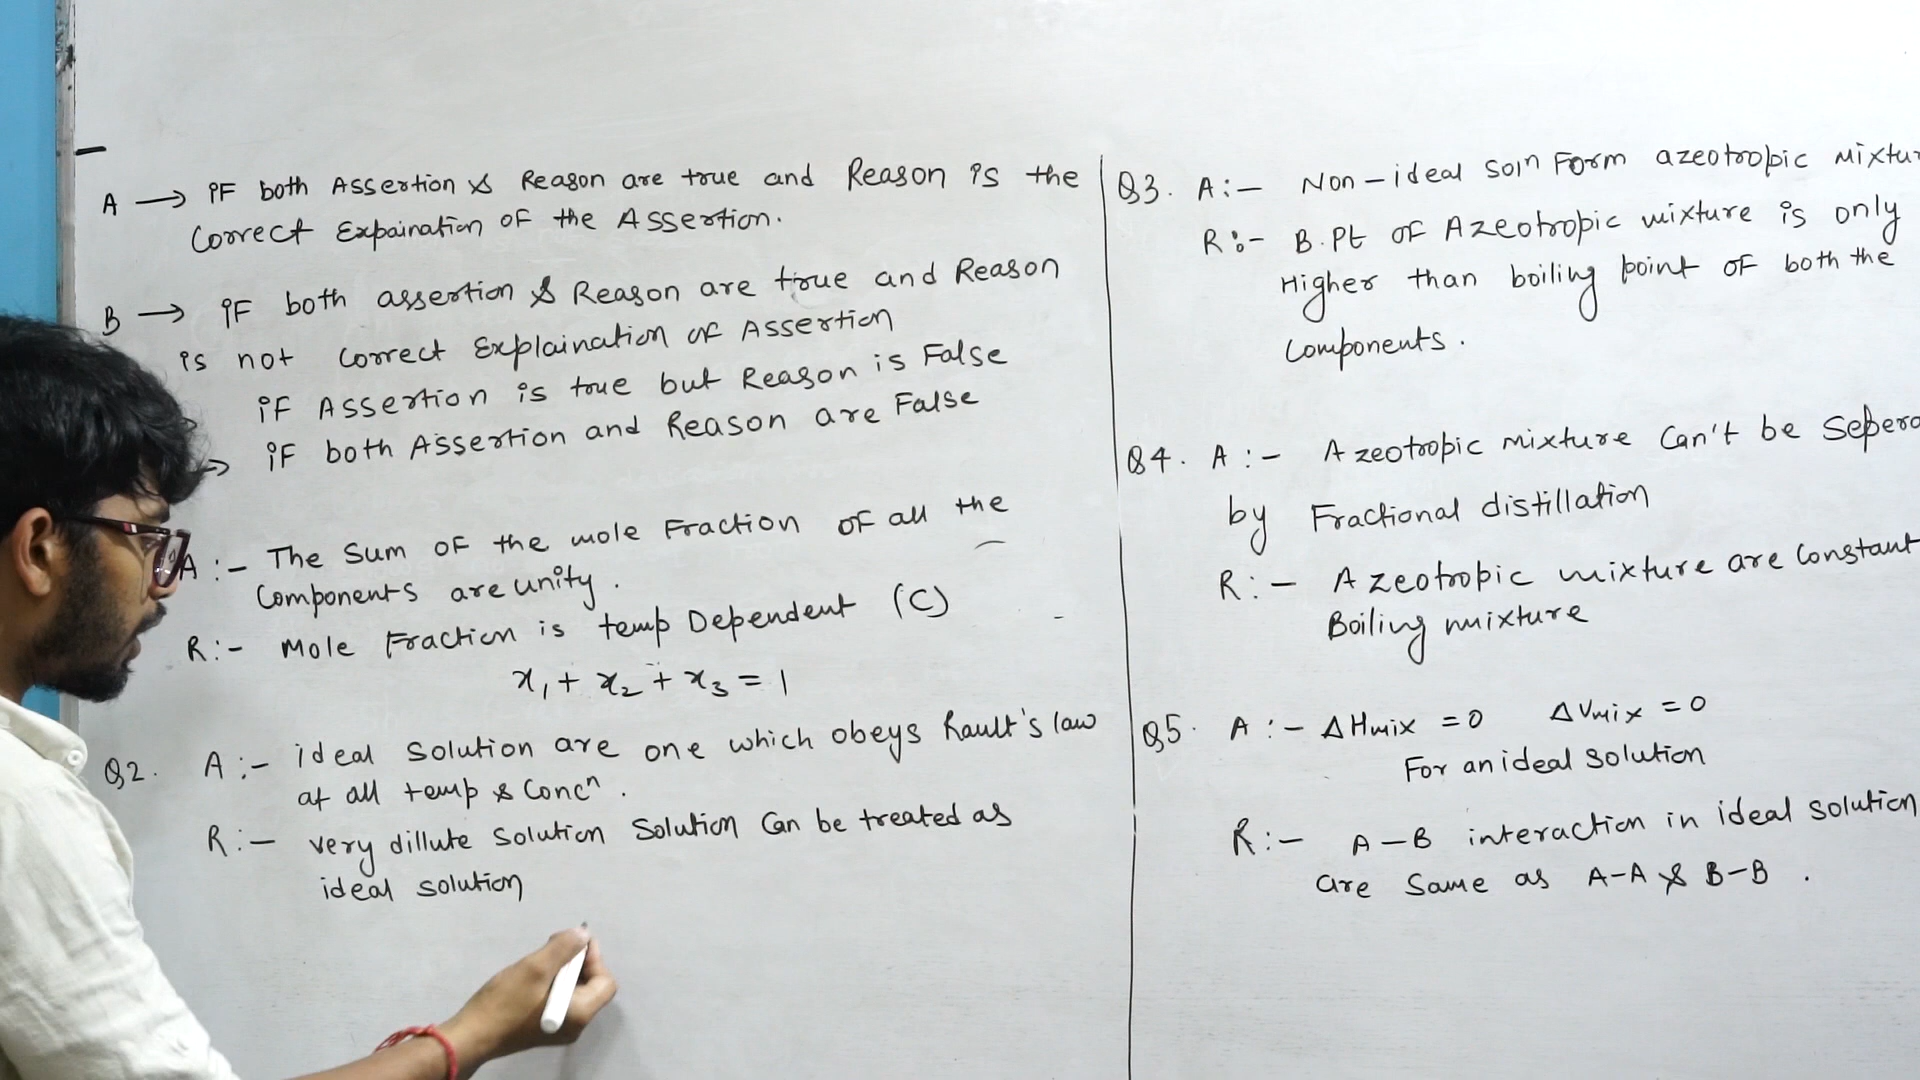 A → iF both Assertion & Reason are true and Reason is the
Correct Expaination of the Assertion.
B → iF both assertion & Reason are true and Reason
is not correct Explaination of Assertion
iF Assertion is true but Reason is False
→ iF both Assertion and Reason are False
A :- The Sum of the mole Fraction of all the
Components are unity.
R:- Mole Fraction is temp Dependent (C)
x₁ + x₂ + x₃ = 1
Q2. A:- ideal Solution are one which obeys Rault's law
at all temp & Concⁿ.
R:- very dillute Solution Solution Can be treated as
ideal solution
Q3. A:- Non-ideal Solⁿ Form azeotropic
R:- B.Pt of Azeotropic mixture is only
Higher than boiling point of both the
Components.
Q4. A:- Azeotropic mixture Can't be
by Fractional distillation
R:- Azeotropic mixture are Constant
Boiling mixture
Q5. A:- ΔHmix = 0 ΔVmix = 0
For an ideal Solution
R:- A-B interaction in ideal solution
are Same as A-A & B-B.